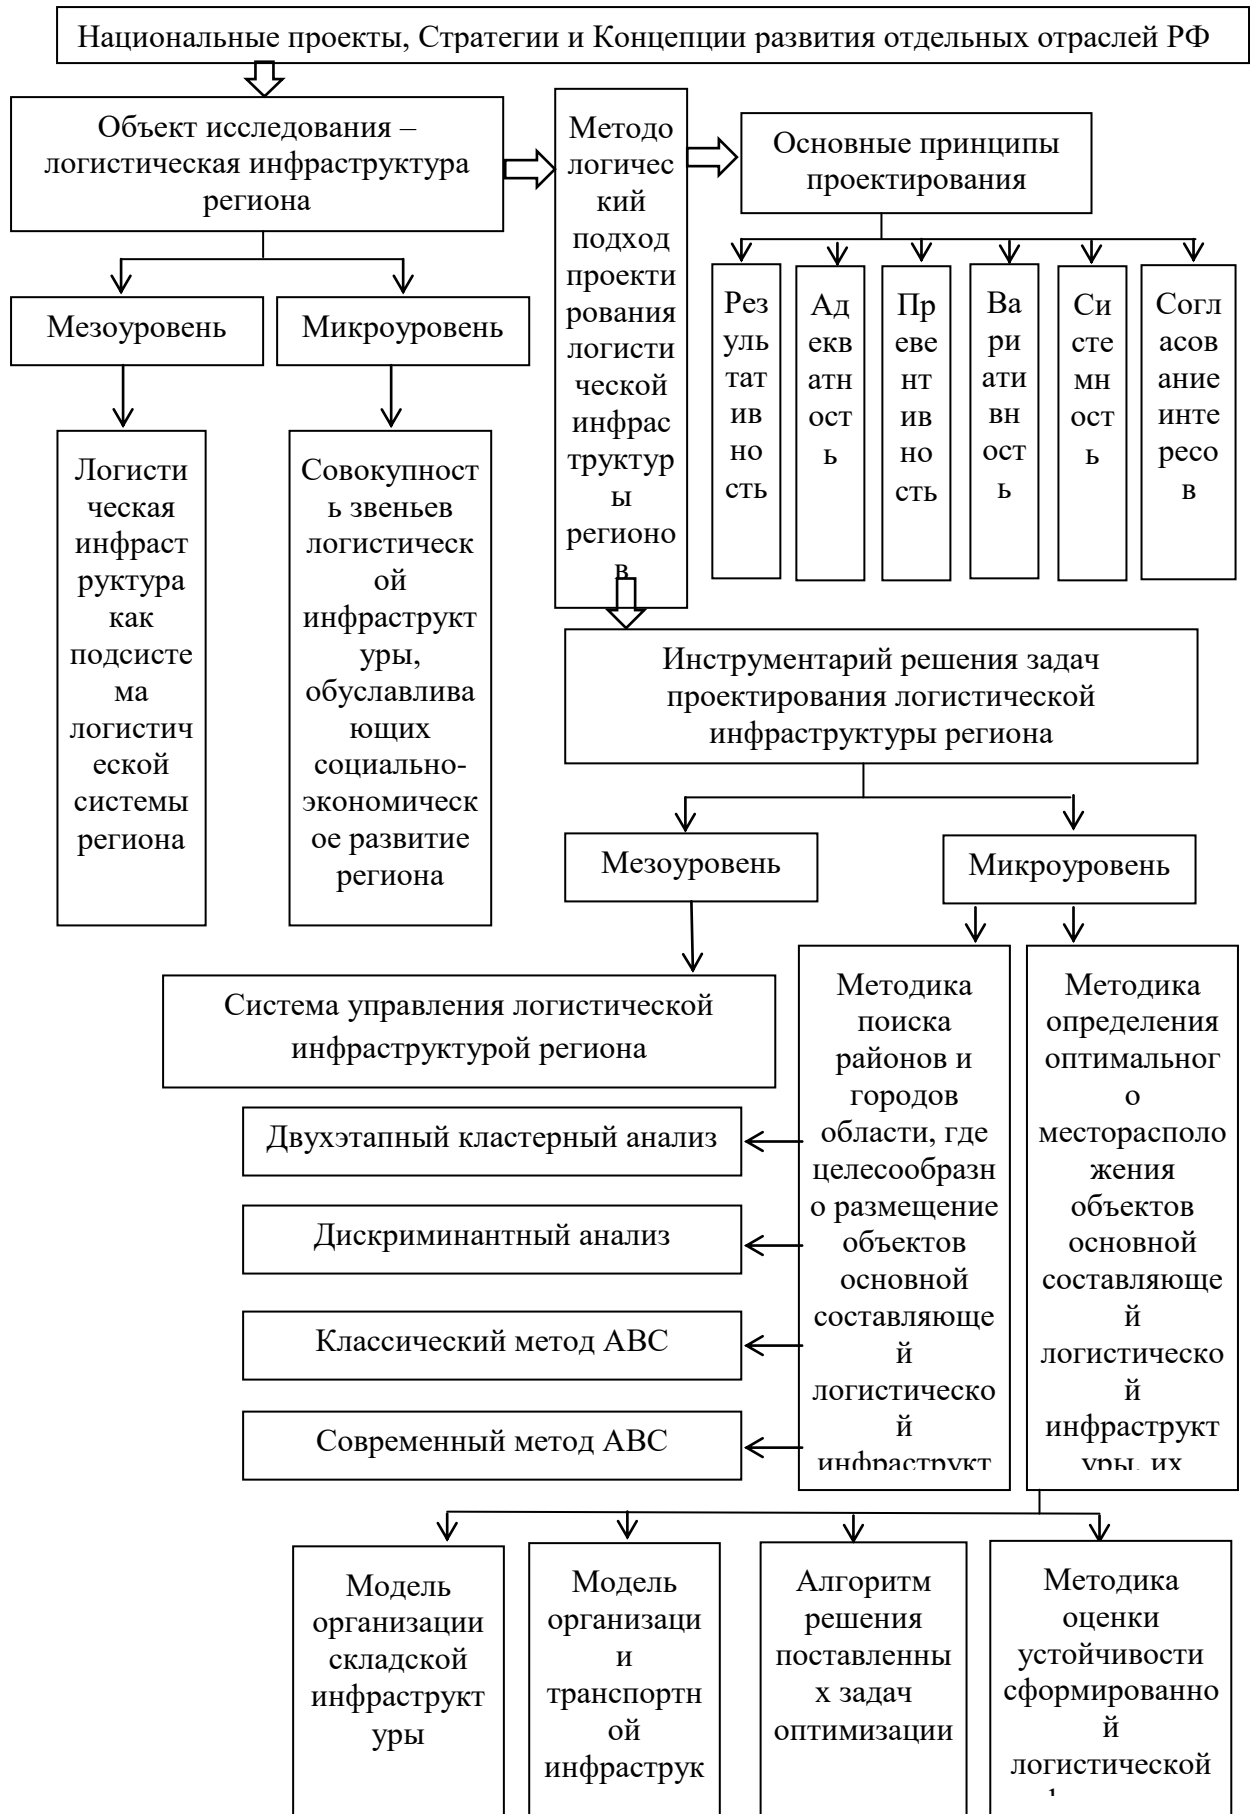 Национальные проекты, Стратегии и Концепции развития отдельных отраслей РФ
Объект исследования –
логистическая инфраструктура
региона
Методо
логичес
кий
подход
проекти
рования
логисти
ческой
инфрас
труктур
ы
регионо
в
Основные принципы
проектирования
Рез
уль
тат
ив
но
сть
Ад
екв
атн
ост
ь
Пр
еве
нт
ив
но
сть
Ва
ри
ати
вн
ост
ь
Си
сте
мн
ост
ь
Согл
асов
ание
инте
ресо
в
Мезоуровень
Микроуровень
Логисти
ческая
инфраст
руктура
как
подсисте
ма
логистич
еской
системы
региона
Совокупност
ь звеньев
логистическ
ой
инфраструкт
уры,
обуславлива
ющих
социально-
экономическ
ое развитие
региона
Инструментарий решения задач
проектирования логистической
инфраструктуры региона
Мезоуровень
Микроуровень
Система управления логистической
инфраструктурой региона
Методика
поиска
районов и
городов
области, где
целесообразн
о размещение
объектов
основной
составляюще
й
логистическо
й
инфраструкт
Методика
определения
оптимальног
о
месторасполо
жения
объектов
основной
составляюще
й
логистическо
й
инфраструкт
уры, их
Двухэтапный кластерный анализ
Дискриминантный анализ
Классический метод АВС
Современный метод АВС
Модель
организации
складской
инфраструкт
уры
Модель
организаци
и
транспортн
ой
инфраструк
Алгоритм
решения
поставленны
х задач
оптимизации
Методика
оценки
устойчивости
сформированно
й
логистической